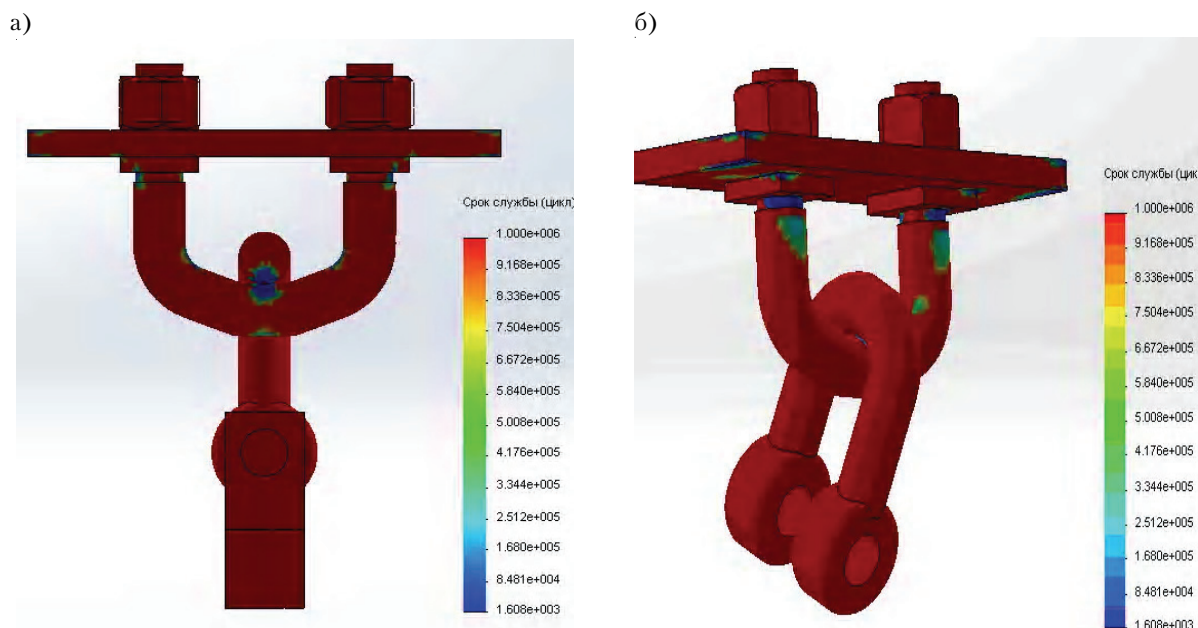 а)
б)
Срок службы (цикл)
1.000e+006
9.168e+005
8.336e+005
7.504e+005
6.672e+005
5.840e+005
5.008e+005
4.176e+005
3.344e+005
2.512e+005
1.680e+005
8.481e+004
1.608e+003
Срок службы (цик
1.000e+006
9.168e+005
8.336e+005
7.504e+005
6.672e+005
5.840e+005
5.008e+005
4.176e+005
3.344e+005
2.512e+005
1.680e+005
8.481e+004
1.608e+003